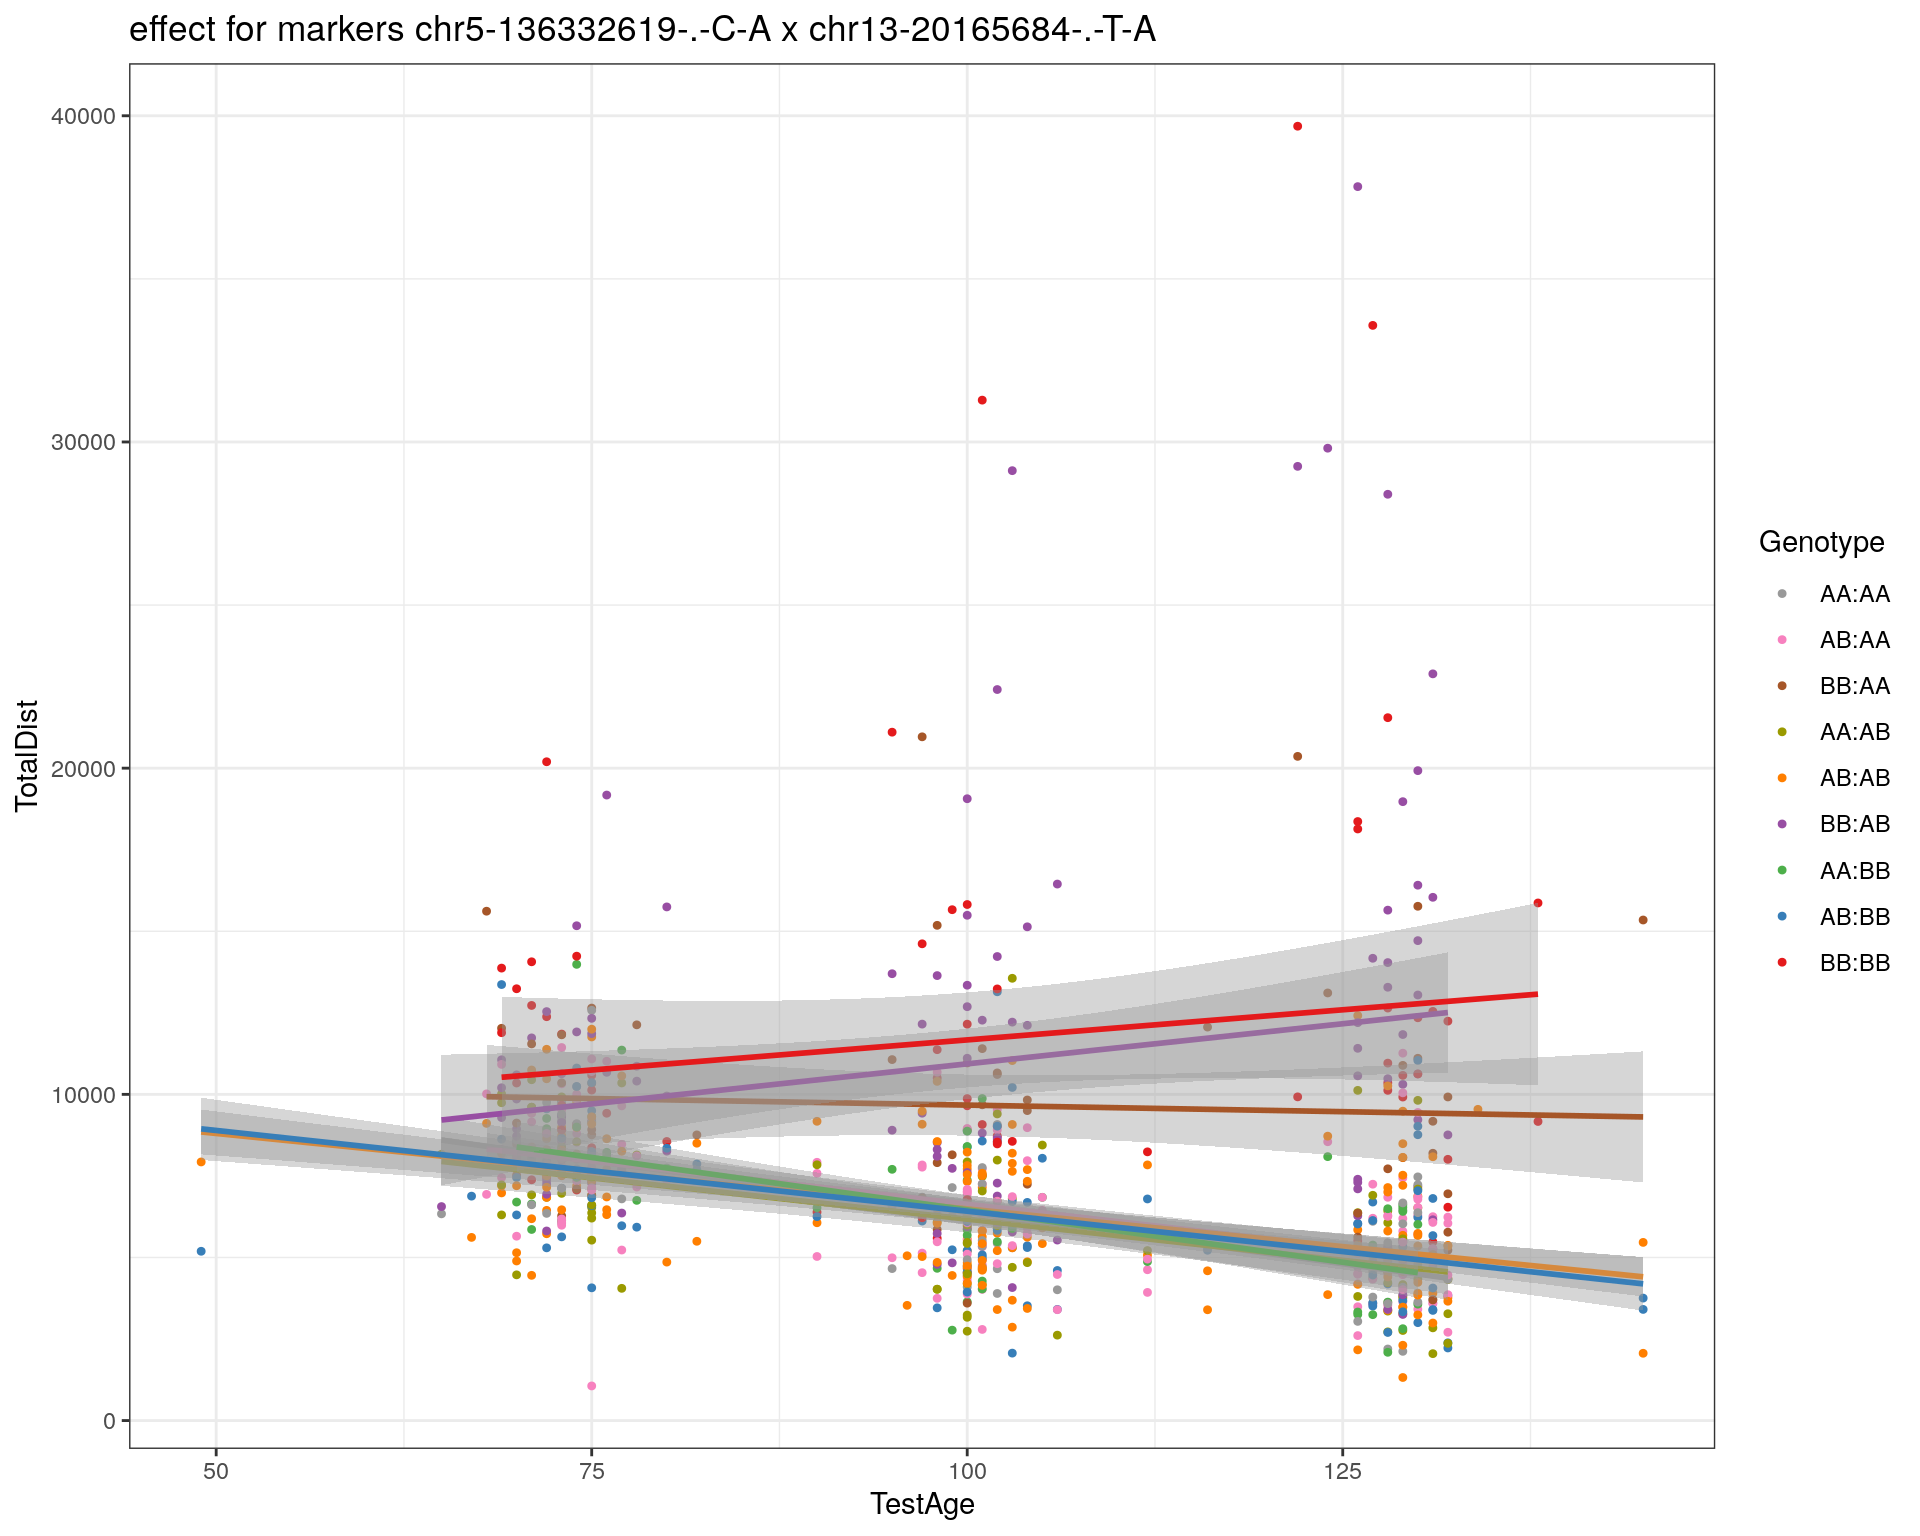 effect for markers chr5-136332619-.-C-A x chr13-20165684-.-T-A
40000
30000
20000
10000
0
TotalDist
50
75
100
125
TestAge
Genotype
AA:AA
AB:AA
BB:AA
AA:AB
AB:AB
BB:AB
AA:BB
AB:BB
BB:BB